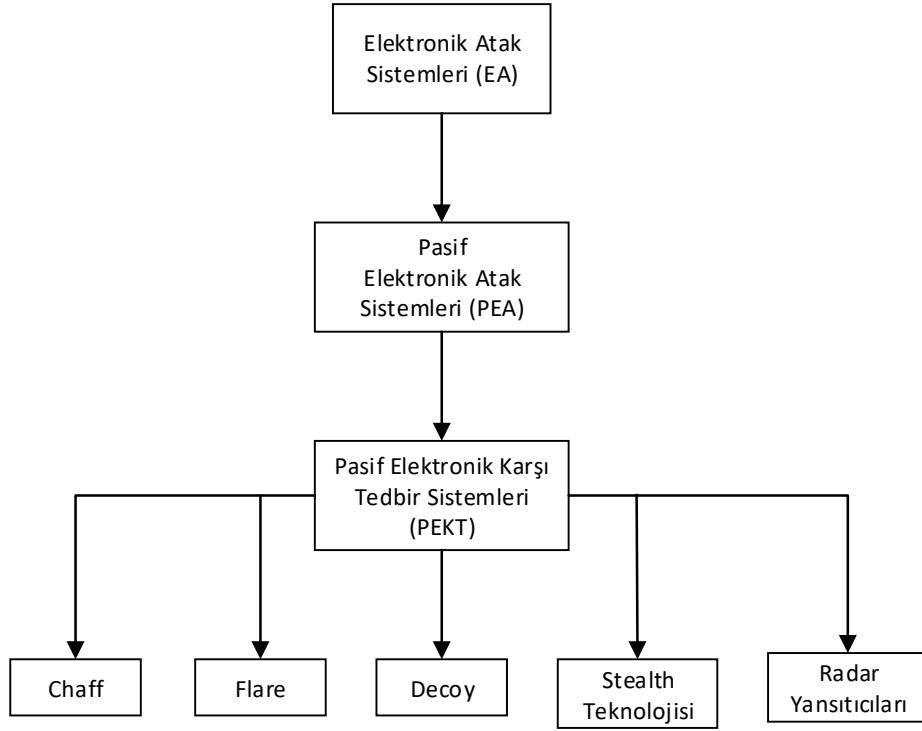 Elektronik Atak
Sistemleri (EA)
Pasif
Elektronik Atak
Sistemleri (PEA)
Pasif Elektronik Karşı
Tedbir Sistemleri
(PEKT)
Chaff
Flare
Decoy
Stealth
Teknolojisi
Radar
Yansıtıcıları